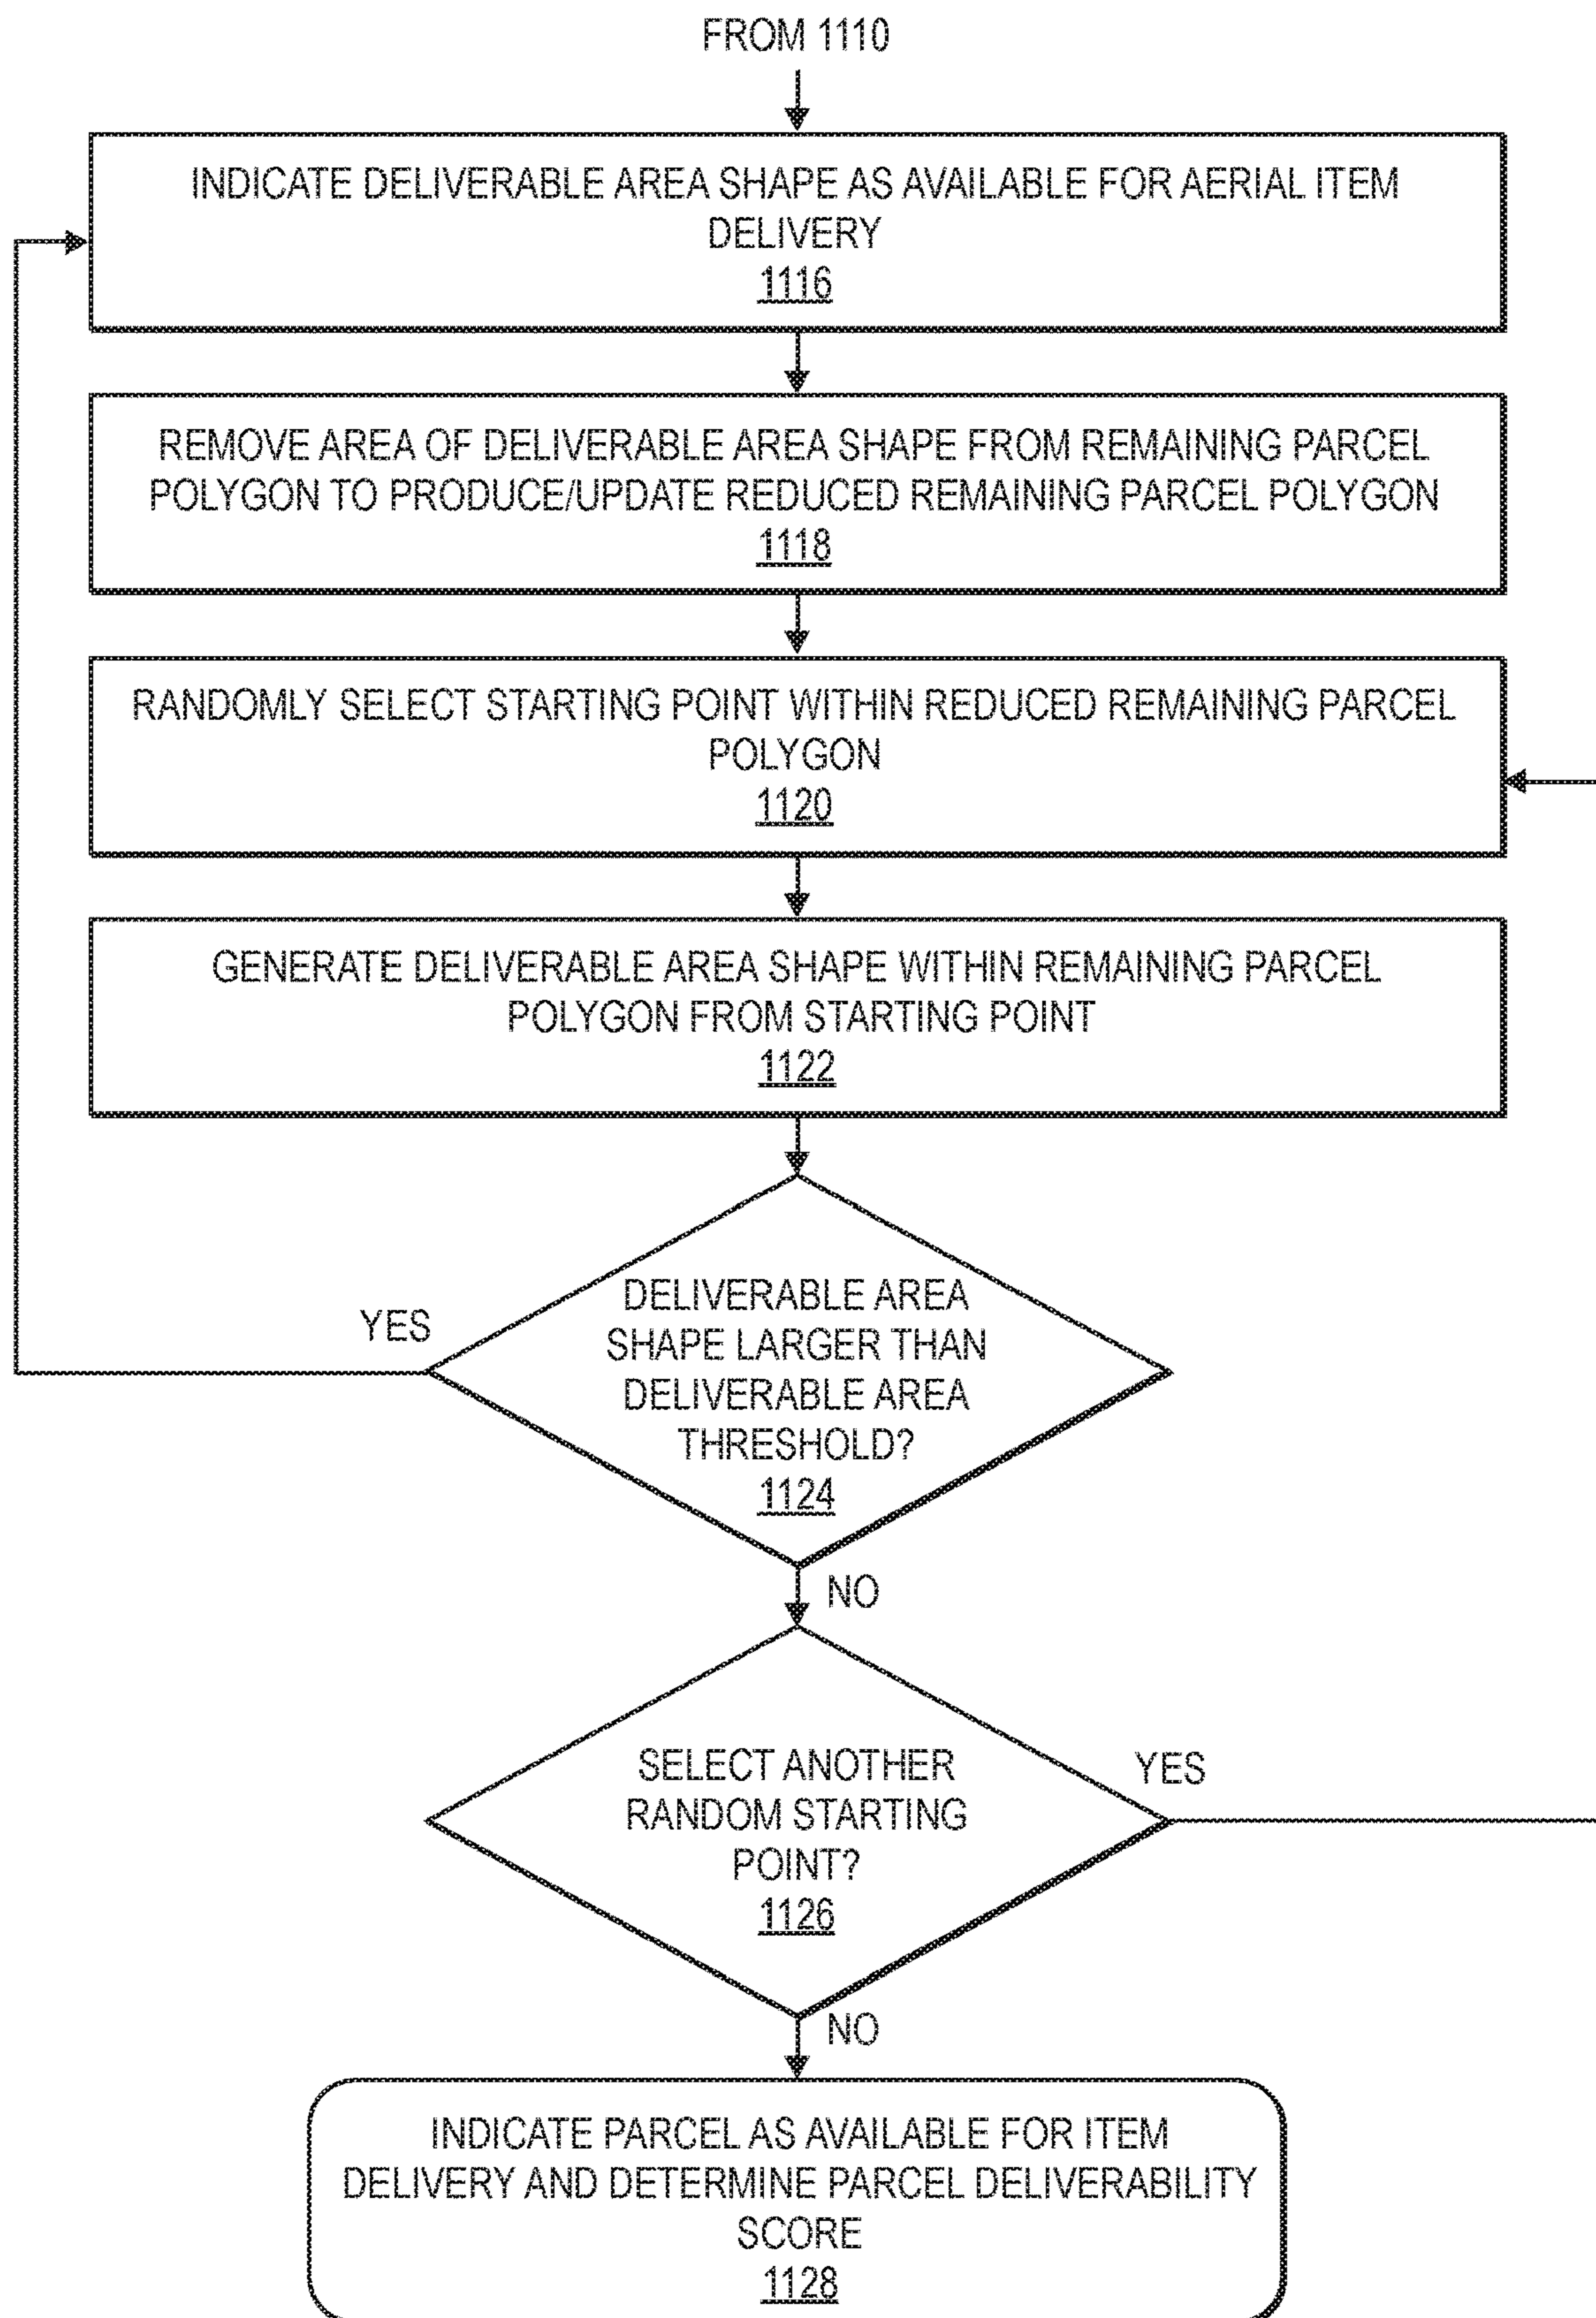 FROM 1110
INDICATE DELIVERABLE AREA SHAPE AS AVAILABLE FOR AERIAL ITEM
DELIVERY
1116
REMOVE AREA OF DELIVERABLE AREA SHAPE FROM REMAINING PARCEL
POLYGON TO PRODUCE/UPDATE REDUCED REMAINING PARCEL POLYGON
1118
RANDOMLY SELECT STARTING POINT WITHIN REDUCED REMAINING PARCEL
POLYGON
1120
GENERATE DELIVERABLE AREA SHAPE WITHIN REMAINING PARCEL
POLYGON FROM STARTING POINT
1122
YES
DELIVERABLE AREA
SHAPE LARGER THAN
DELIVERABLE AREA
THRESHOLD?
1124
NO
SELECT ANOTHER
RANDOM STARTING
POINT?
1126
YES
NO
INDICATE PARCEL AS AVAILABLE FOR ITEM
DELIVERY AND DETERMINE PARCEL DELIVERABILITY
SCORE
1128